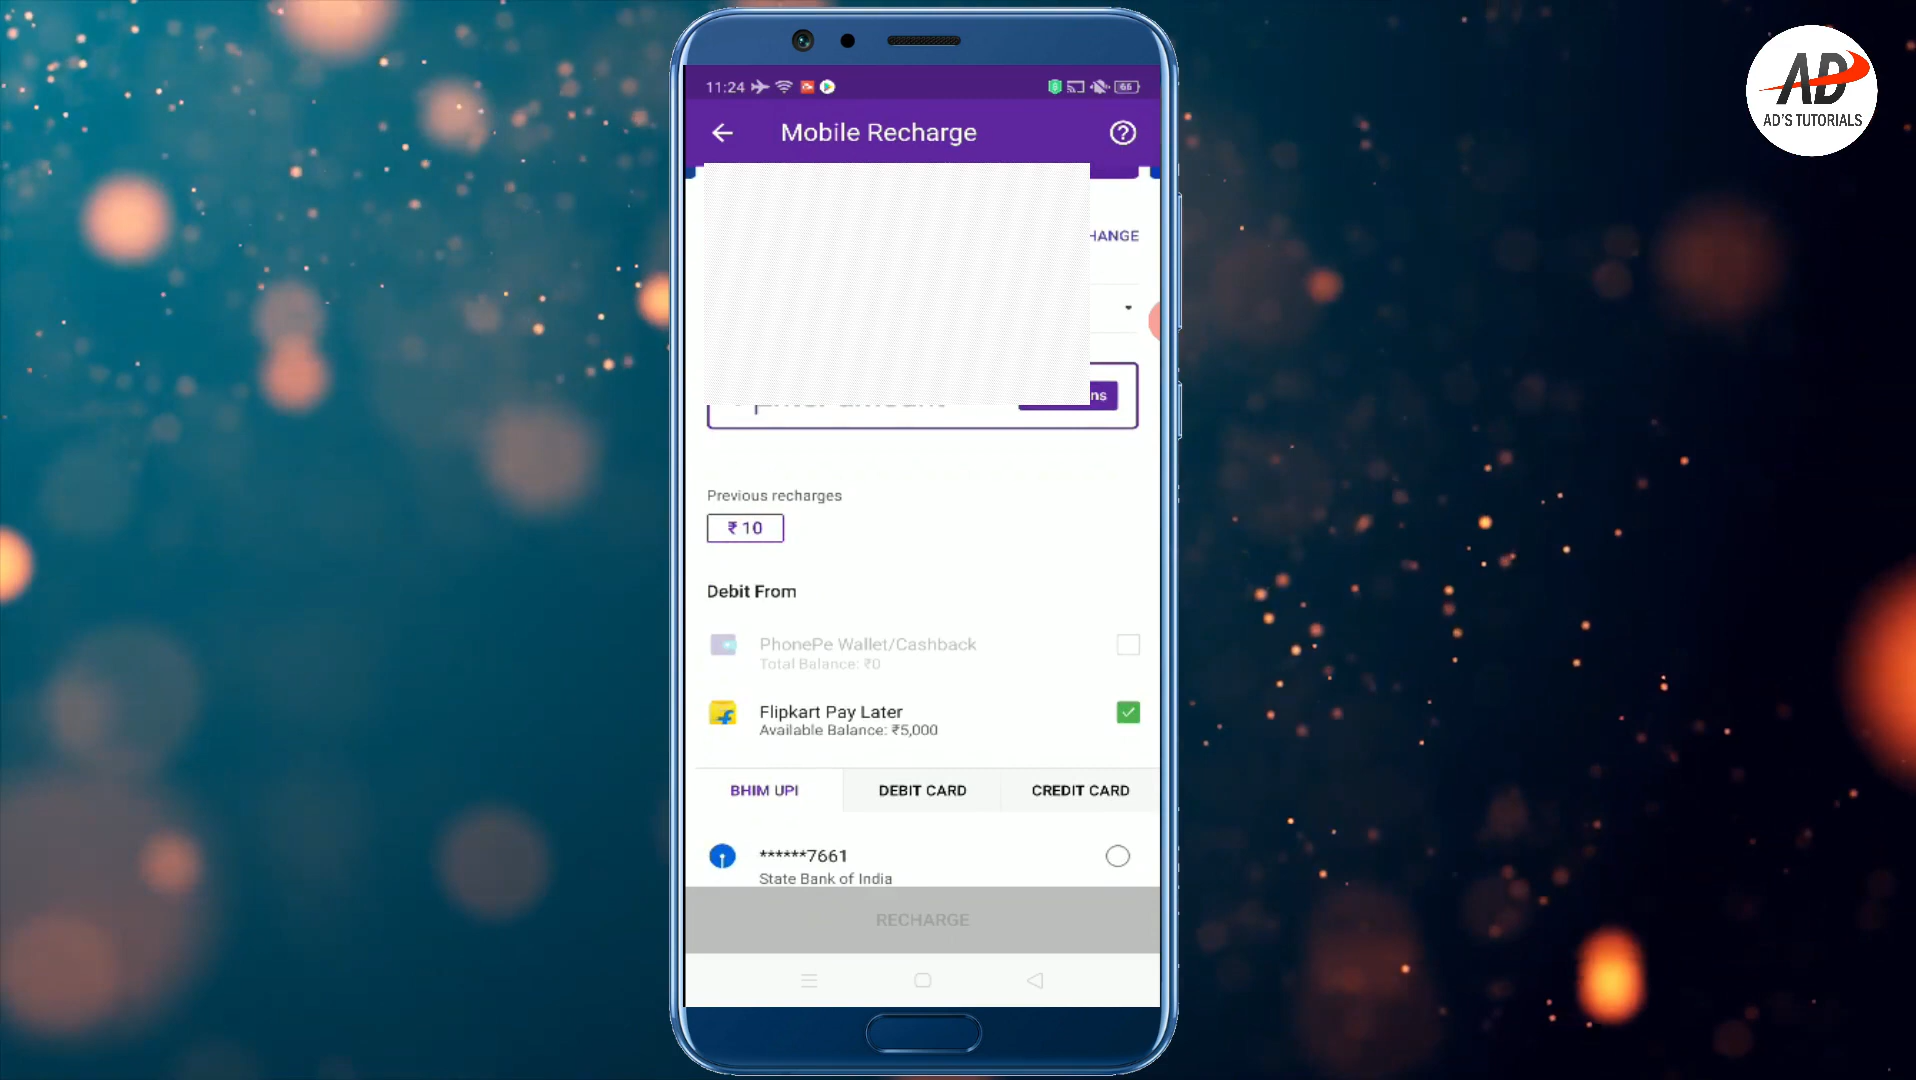 AD
AD'S TUTORIALS
11:24
66
Mobile Recharge
HANGE
ns
Previous recharges
₹ 10
Debit From
PhonePe Wallet/Cashback
Total Balance: ₹0
Flipkart Pay Later
Available Balance: ₹5,000
BHIM UPI
DEBIT CARD
CREDIT CARD
******7661
State Bank of India
RECHARGE